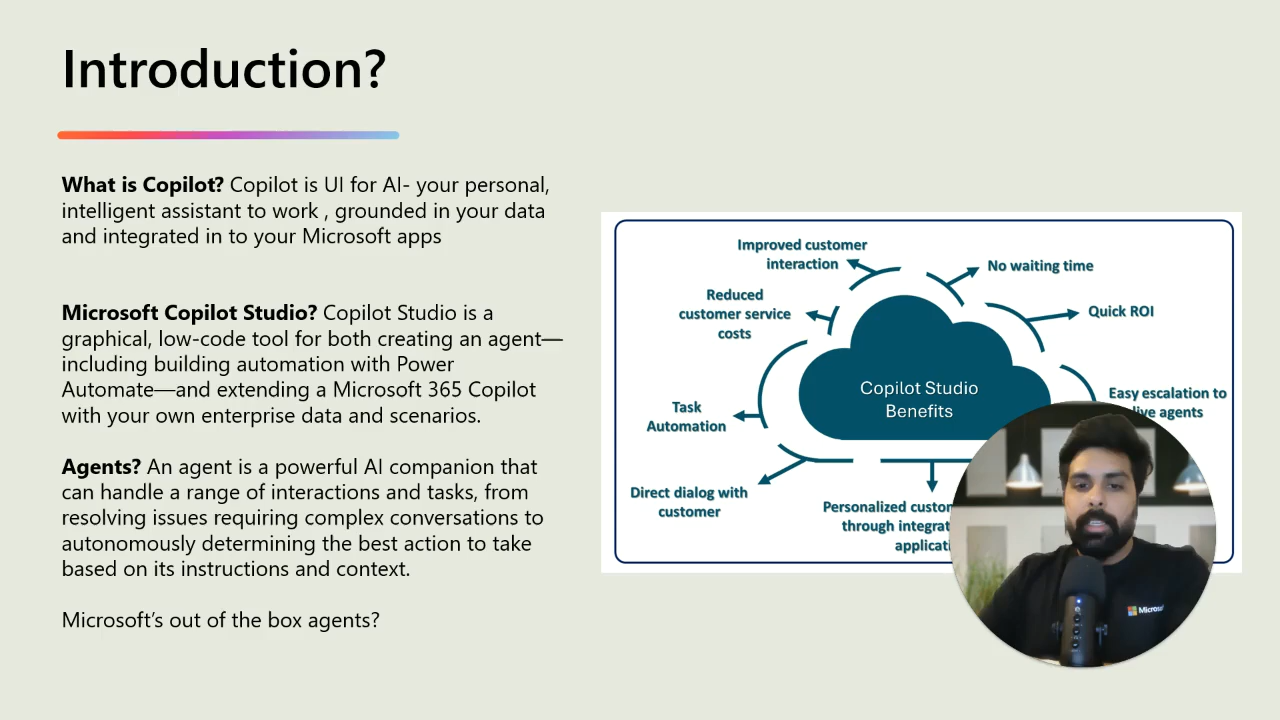 Introduction?
What is Copilot? Copilot is UI for AI- your personal,
intelligent assistant to work , grounded in your data
and integrated in to your Microsoft apps
Microsoft Copilot Studio? Copilot Studio is a
graphical, low-code tool for both creating an agent—
including building automation with Power
Automate—and extending a Microsoft 365 Copilot
with your own enterprise data and scenarios.
Agents? An agent is a powerful AI companion that
can handle a range of interactions and tasks, from
resolving issues requiring complex conversations to
autonomously determining the best action to take
based on its instructions and context.
Microsoft’s out of the box agents?
Improved customer
interaction
No waiting time
Reduced
customer service
costs
Quick ROI
Copilot Studio
Benefits
Easy escalation to
live agents
Task
Automation
Direct dialog with
customer
Personalized
through